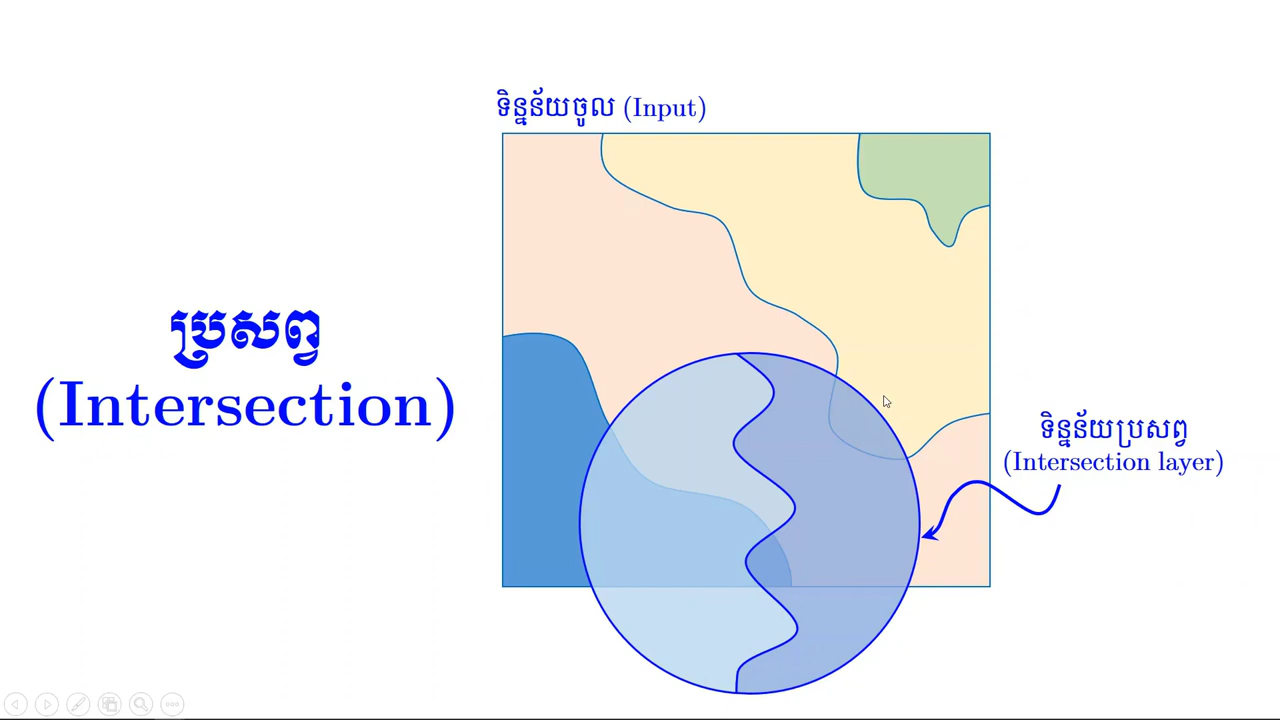 ទិន្នន័យចូល (Input)
ប្រសព្វ
(Intersection)
ទិន្នន័យប្រសព្វ
(Intersection layer)